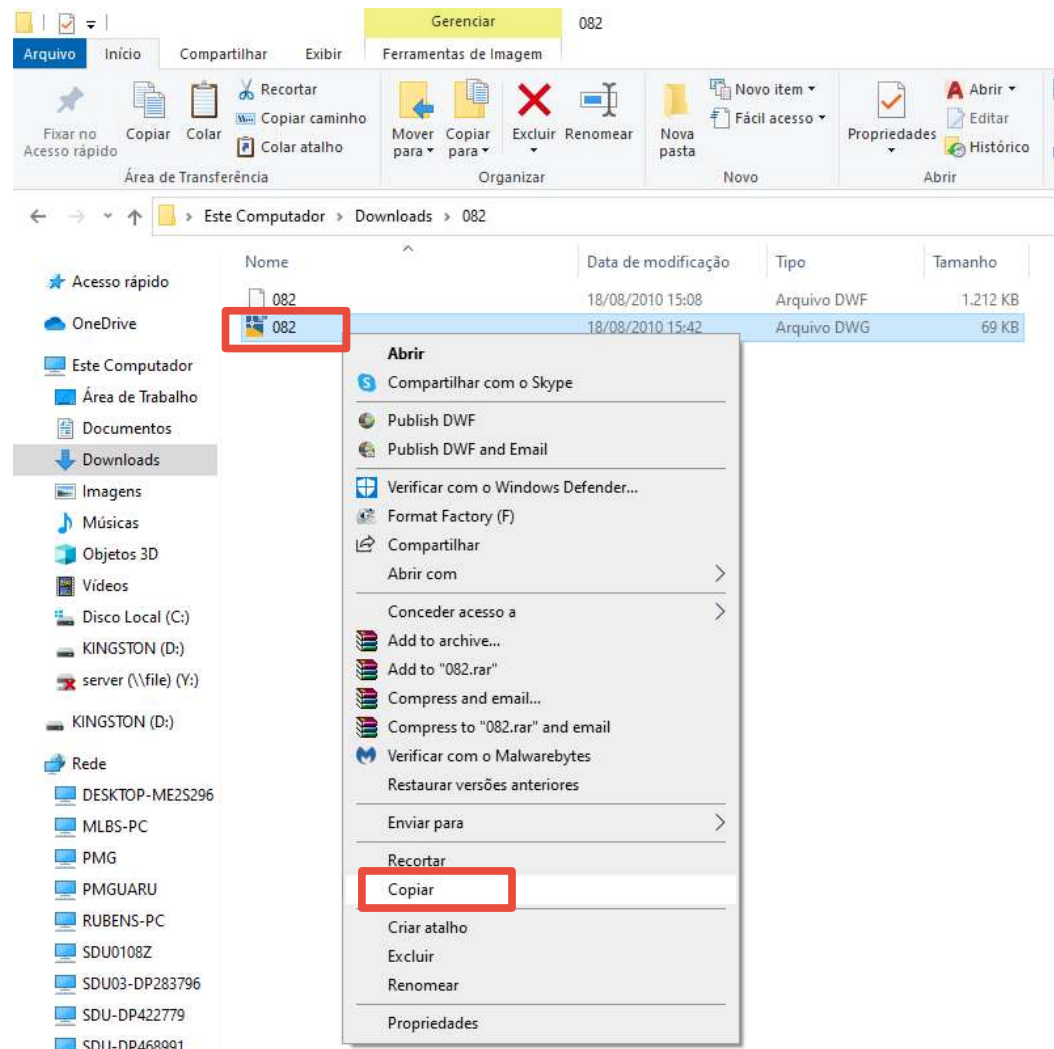 Gerenciar
082
Arquivo
Início
Compartilhar
Exibir
Ferramentas de Imagem
Fixar no
Acesso rápido
Copiar
Colar
Recortar
Copiar caminho
Colar atalho
Área de Transferência
Mover
para
Copiar
para
Excluir
Renomear
Organizar
Nova
pasta
Novo item
Fácil acesso
Novo
Propriedades
Abrir
Editar
Histórico
Abrir
Este Computador > Downloads > 082
Nome
Data de modificação
Tipo
Tamanho
082
18/08/2010 15:08
Arquivo DWF
1.212 KB
082
18/08/2010 15:42
Arquivo DWG
69 KB
Acesso rápido
OneDrive
Este Computador
Área de Trabalho
Documentos
Downloads
Imagens
Músicas
Objetos 3D
Vídeos
Disco Local (C:)
KINGSTON (D:)
server (\\file) (Y:)
KINGSTON (D:)
Rede
DESKTOP-ME2S296
MLBS-PC
PMG
PMGUARU
RUBENS-PC
SDU0108Z
SDU03-DP283796
SDU-DP422779
SDU-DP468991
Abrir
Compartilhar com o Skype
Publish DWF
Publish DWF and Email
Verificar com o Windows Defender...
Format Factory (F)
Compartilhar
Abrir com
Conceder acesso a
Add to archive...
Add to "082.rar"
Compress and email...
Compress to "082.rar" and email
Verificar com o Malwarebytes
Restaurar versões anteriores
Enviar para
Recortar
Copiar
Criar atalho
Excluir
Renomear
Propriedades